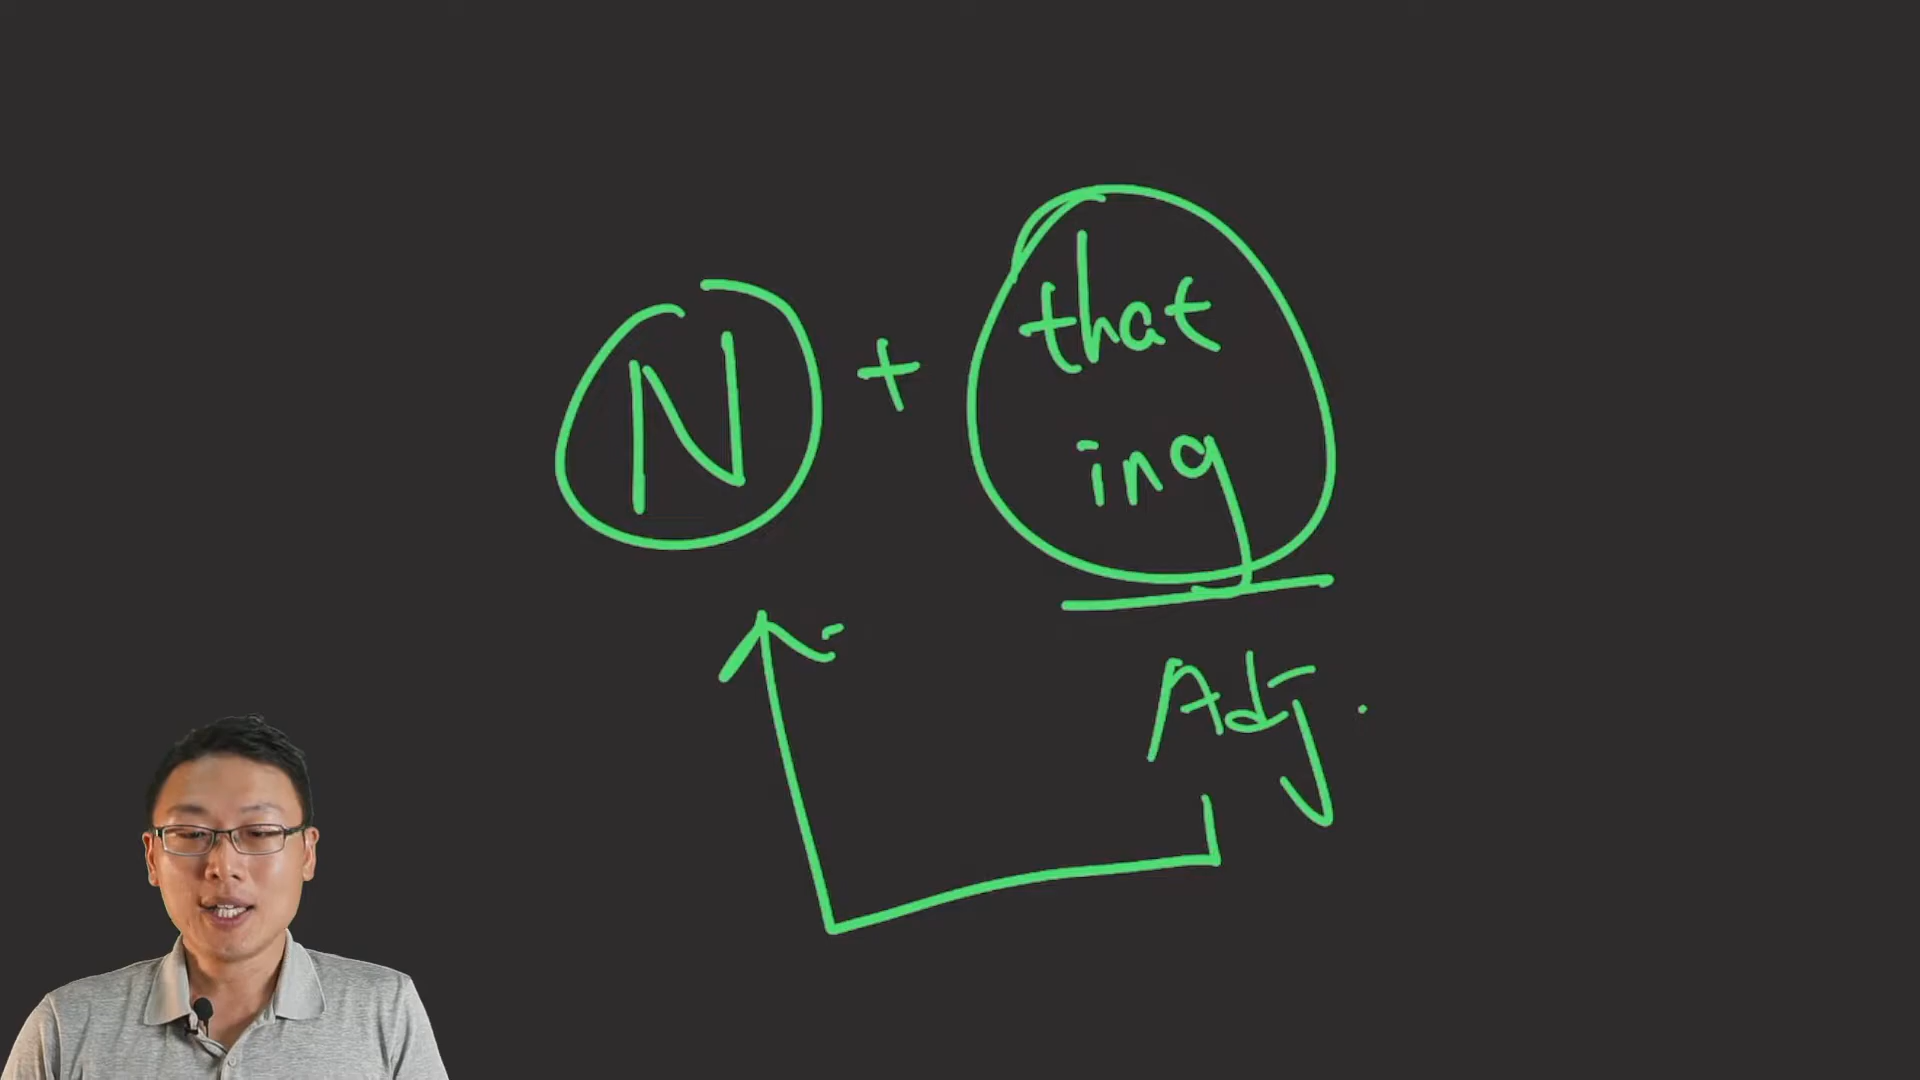 N + that
ing
Adj.